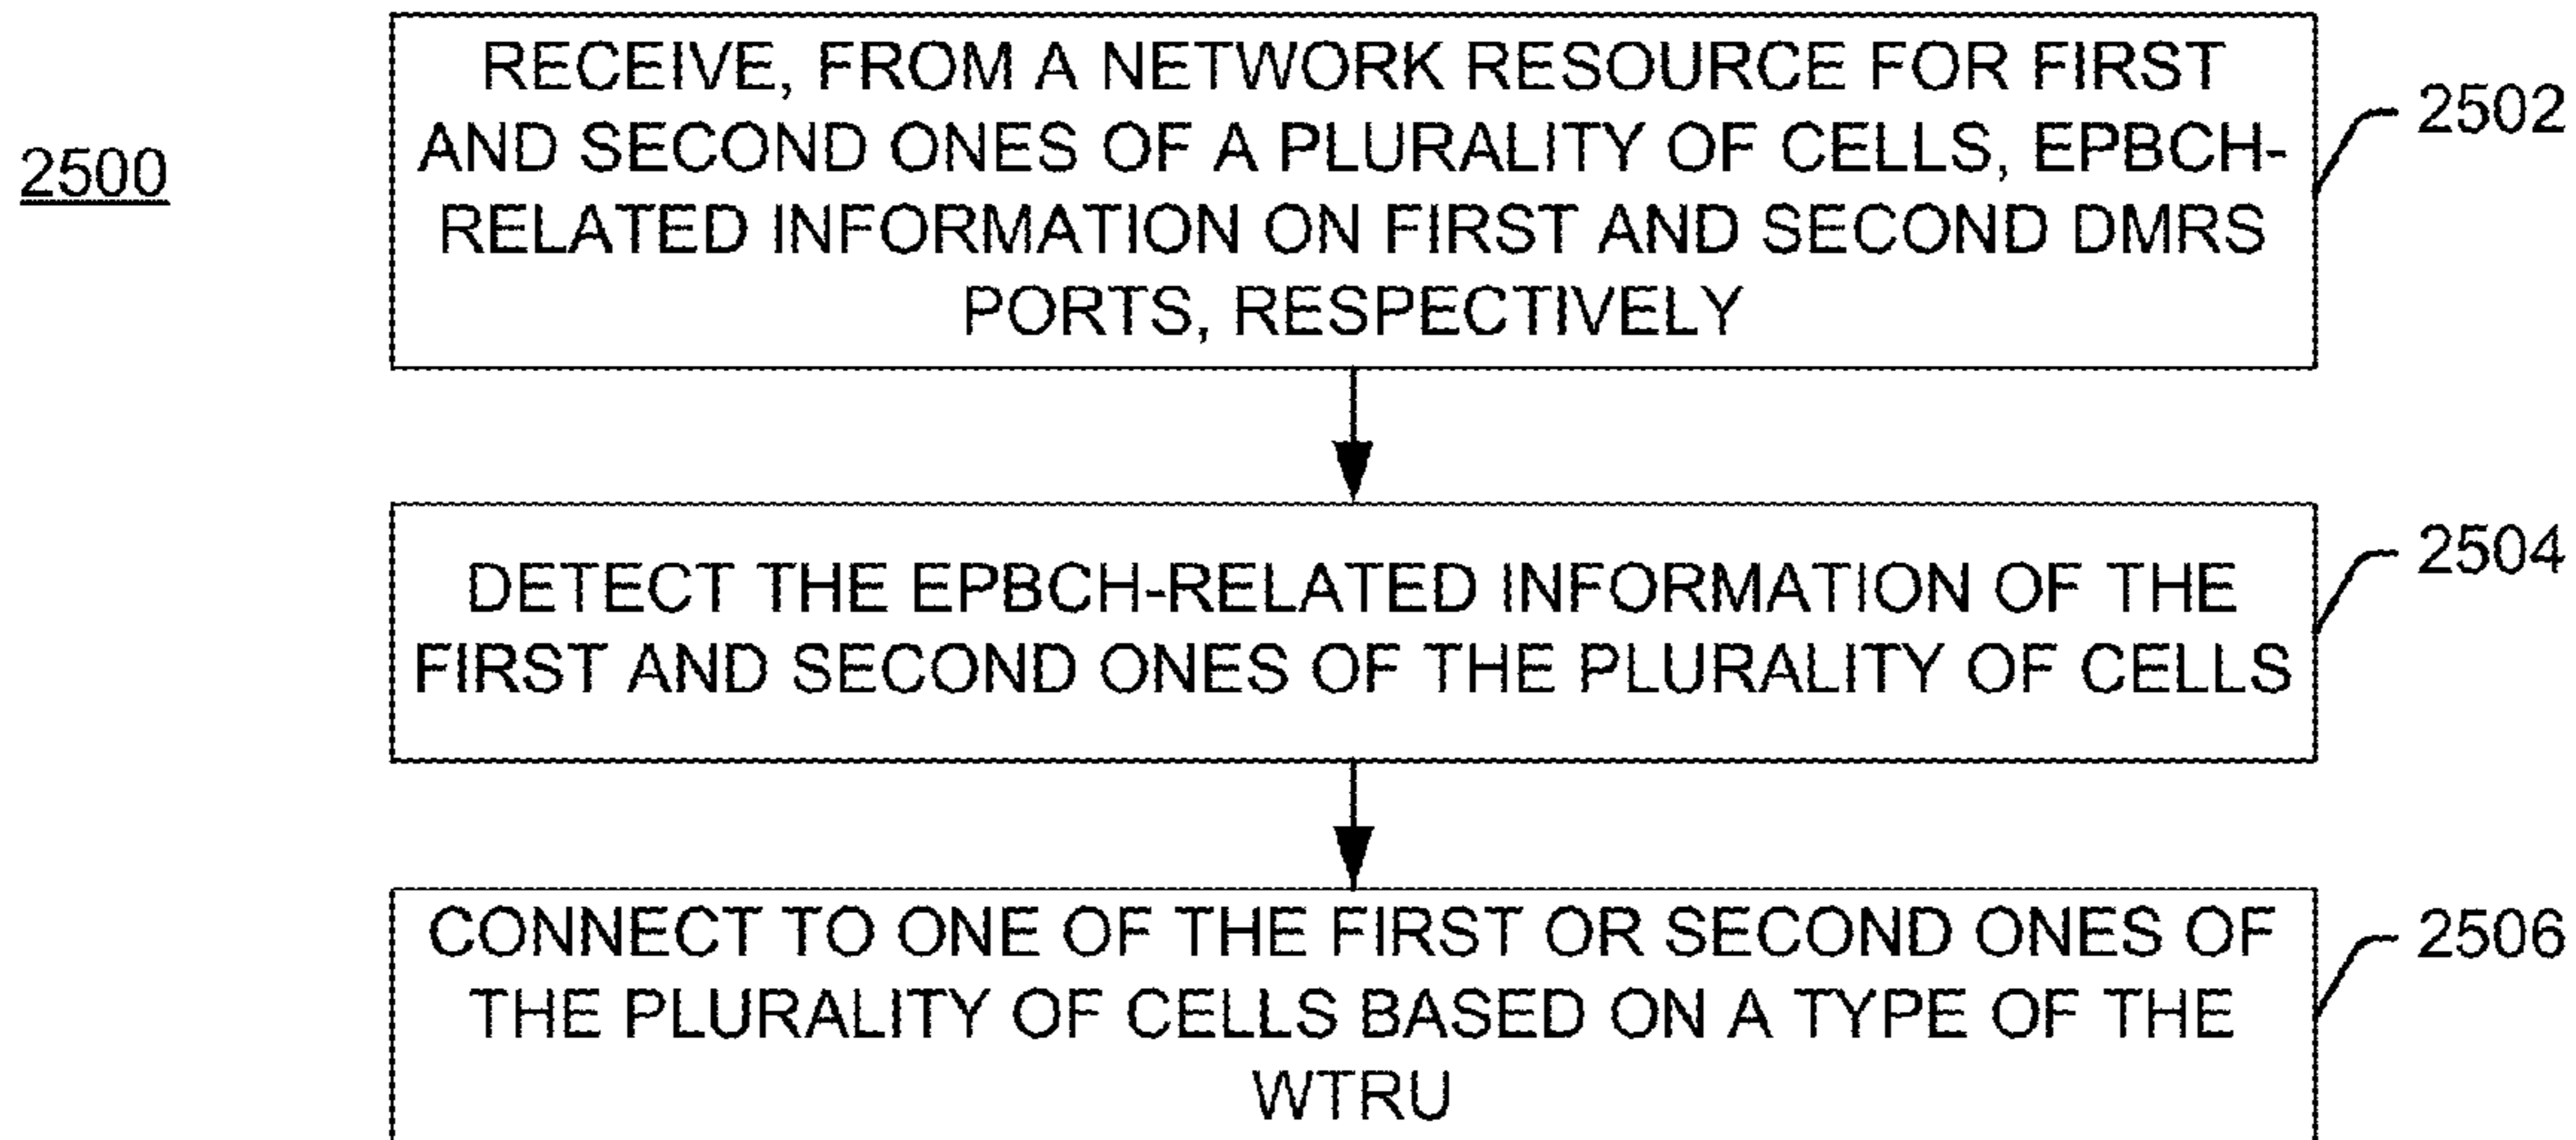 2500
RECEIVE, FROM A NETWORK RESOURCE FOR FIRST
AND SECOND ONES OF A PLURALITY OF CELLS, EPBCH-
RELATED INFORMATION ON FIRST AND SECOND DMRS
PORTS, RESPECTIVELY
2502
DETECT THE EPBCH-RELATED INFORMATION OF THE
FIRST AND SECOND ONES OF THE PLURALITY OF CELLS
2504
CONNECT TO ONE OF THE FIRST OR SECOND ONES OF
THE PLURALITY OF CELLS BASED ON A TYPE OF THE
WTRU
2506